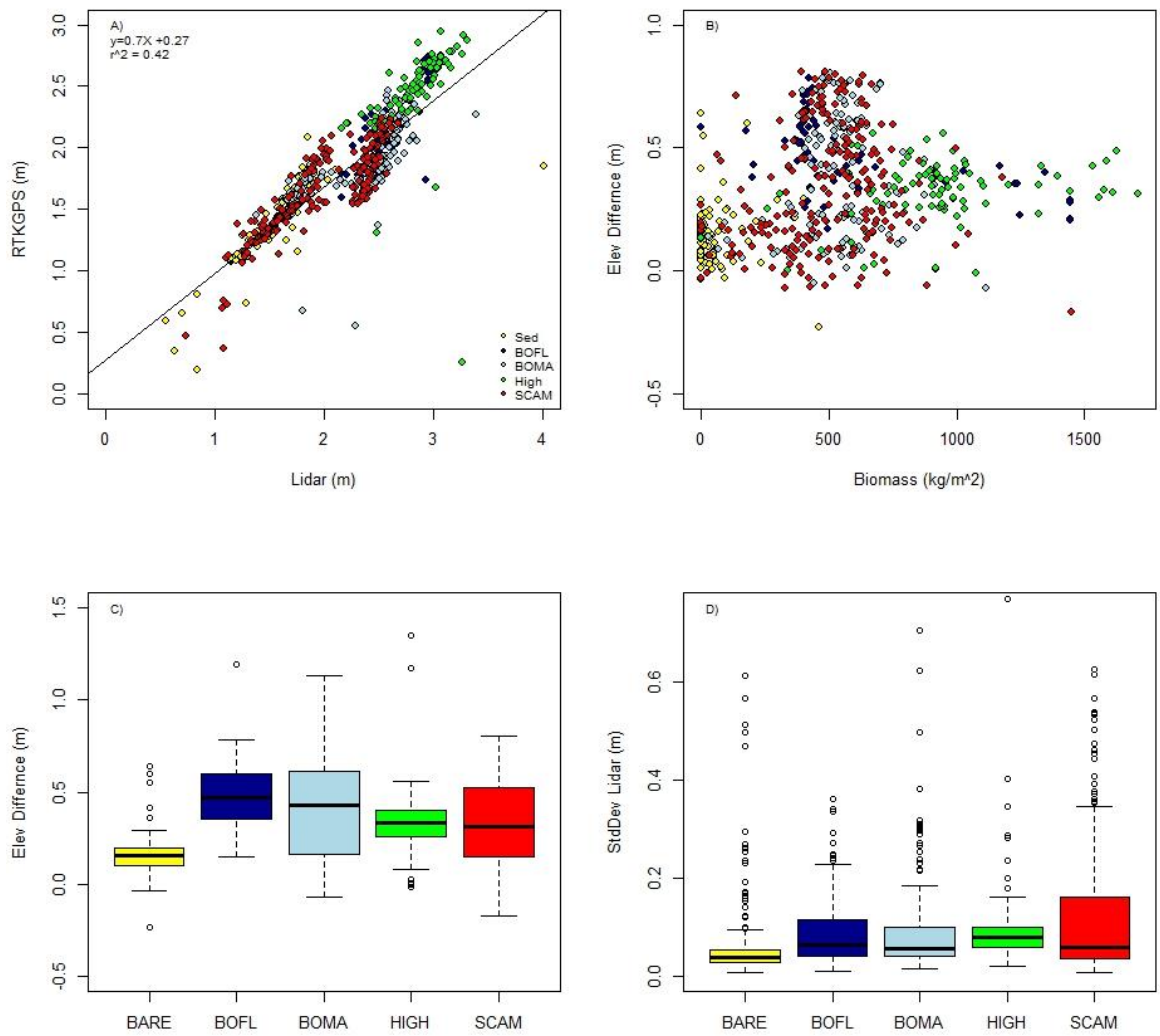 A)
y=0.7X +0.27
r^2 = 0.42
RTKGPS (m)
3.0
2.5
2.0
1.5
1.0
0.5
0.0
0 1 2 3 4
Lidar (m)
Sed
BOFL
BOMA
High
SCAM
B)
Elev Difference (m)
1.0
0.5
0.0
-0.5
0 500 1000 1500
Biomass (kg/m^2)
C)
Elev Differnce (m)
1.5
1.0
0.5
0.0
-0.5
BARE BOFL BOMA HIGH SCAM
D)
StdDev Lidar (m)
0.6
0.4
0.2
0.0
BARE BOFL BOMA HIGH SCAM